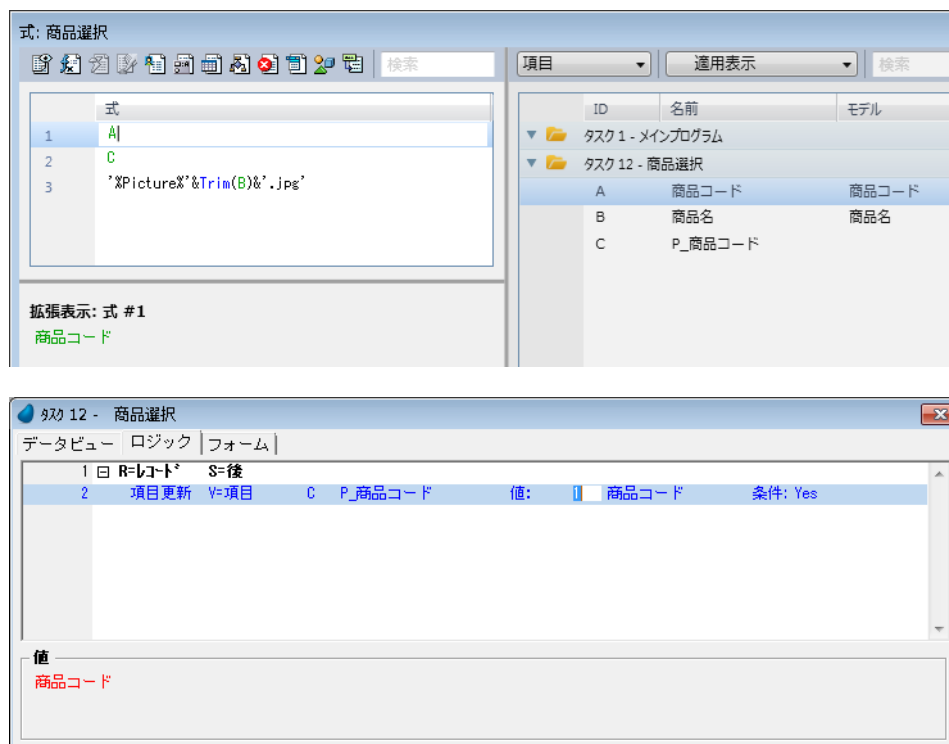 式: 商品選択
検索
項目
適用表示
検索
式
ID 名前 モデル
1 A
2 C
3 '%Picture%'&Trim(B)&'.jpg'
タスク 1 - メインプログラム
タスク 12 - 商品選択
A 商品コード 商品コード
B 商品名 商品名
C P_商品コード
拡張表示: 式 #1
商品コード
タスク 12 - 商品選択
データビュー ロジック フォーム
1 R=レコード S=後
2 項目更新 V=項目 C P_商品コード 値: 1 商品コード 条件: Yes
値
商品コード